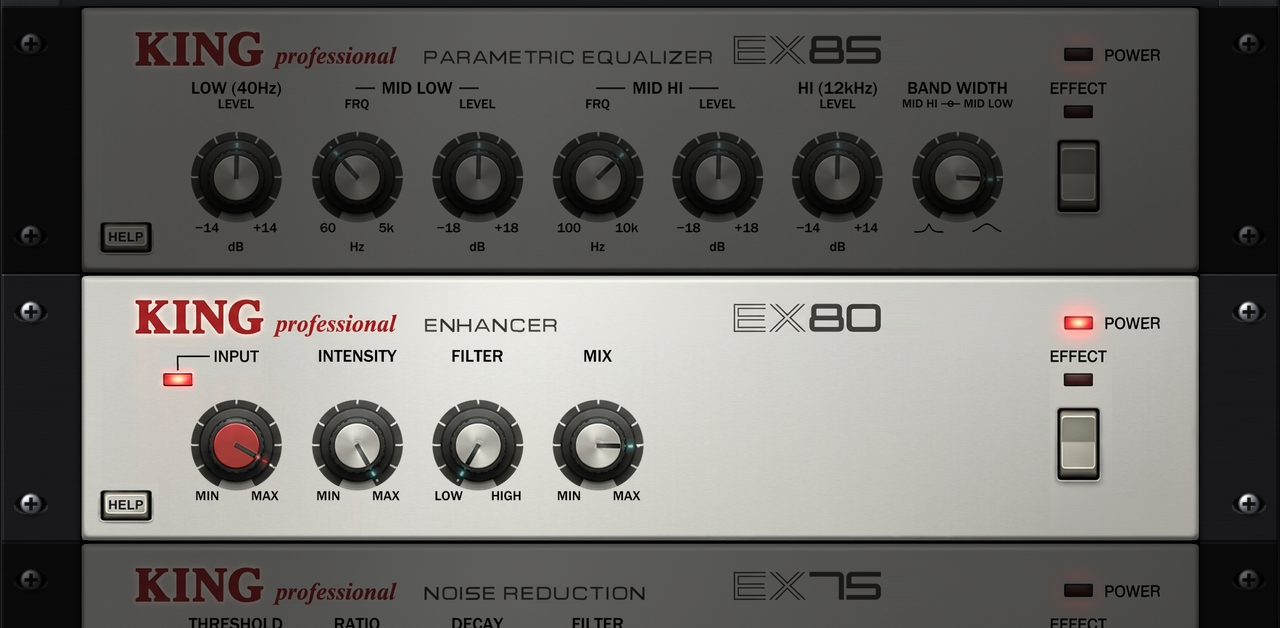 KING professional PARAMETRIC EQUALIZER EX85 POWER
LOW (40Hz) MID LOW MID HI HI (12kHz) BAND WIDTH EFFECT
LEVEL FRQ LEVEL FRQ LEVEL LEVEL MID HI MID LOW
−14 +14 60 5k −18 +18 100 10k −18 +18 −14 +14
HELP dB Hz dB Hz dB dB
KING professional ENHANCER EX80 POWER
INPUT INTENSITY FILTER MIX EFFECT
MIN MAX MIN MAX LOW HIGH MIN MAX
HELP
KING professional NOISE REDUCTION EX75 POWER
THRESHOLD RATIO DECAY FILTER EFFECT